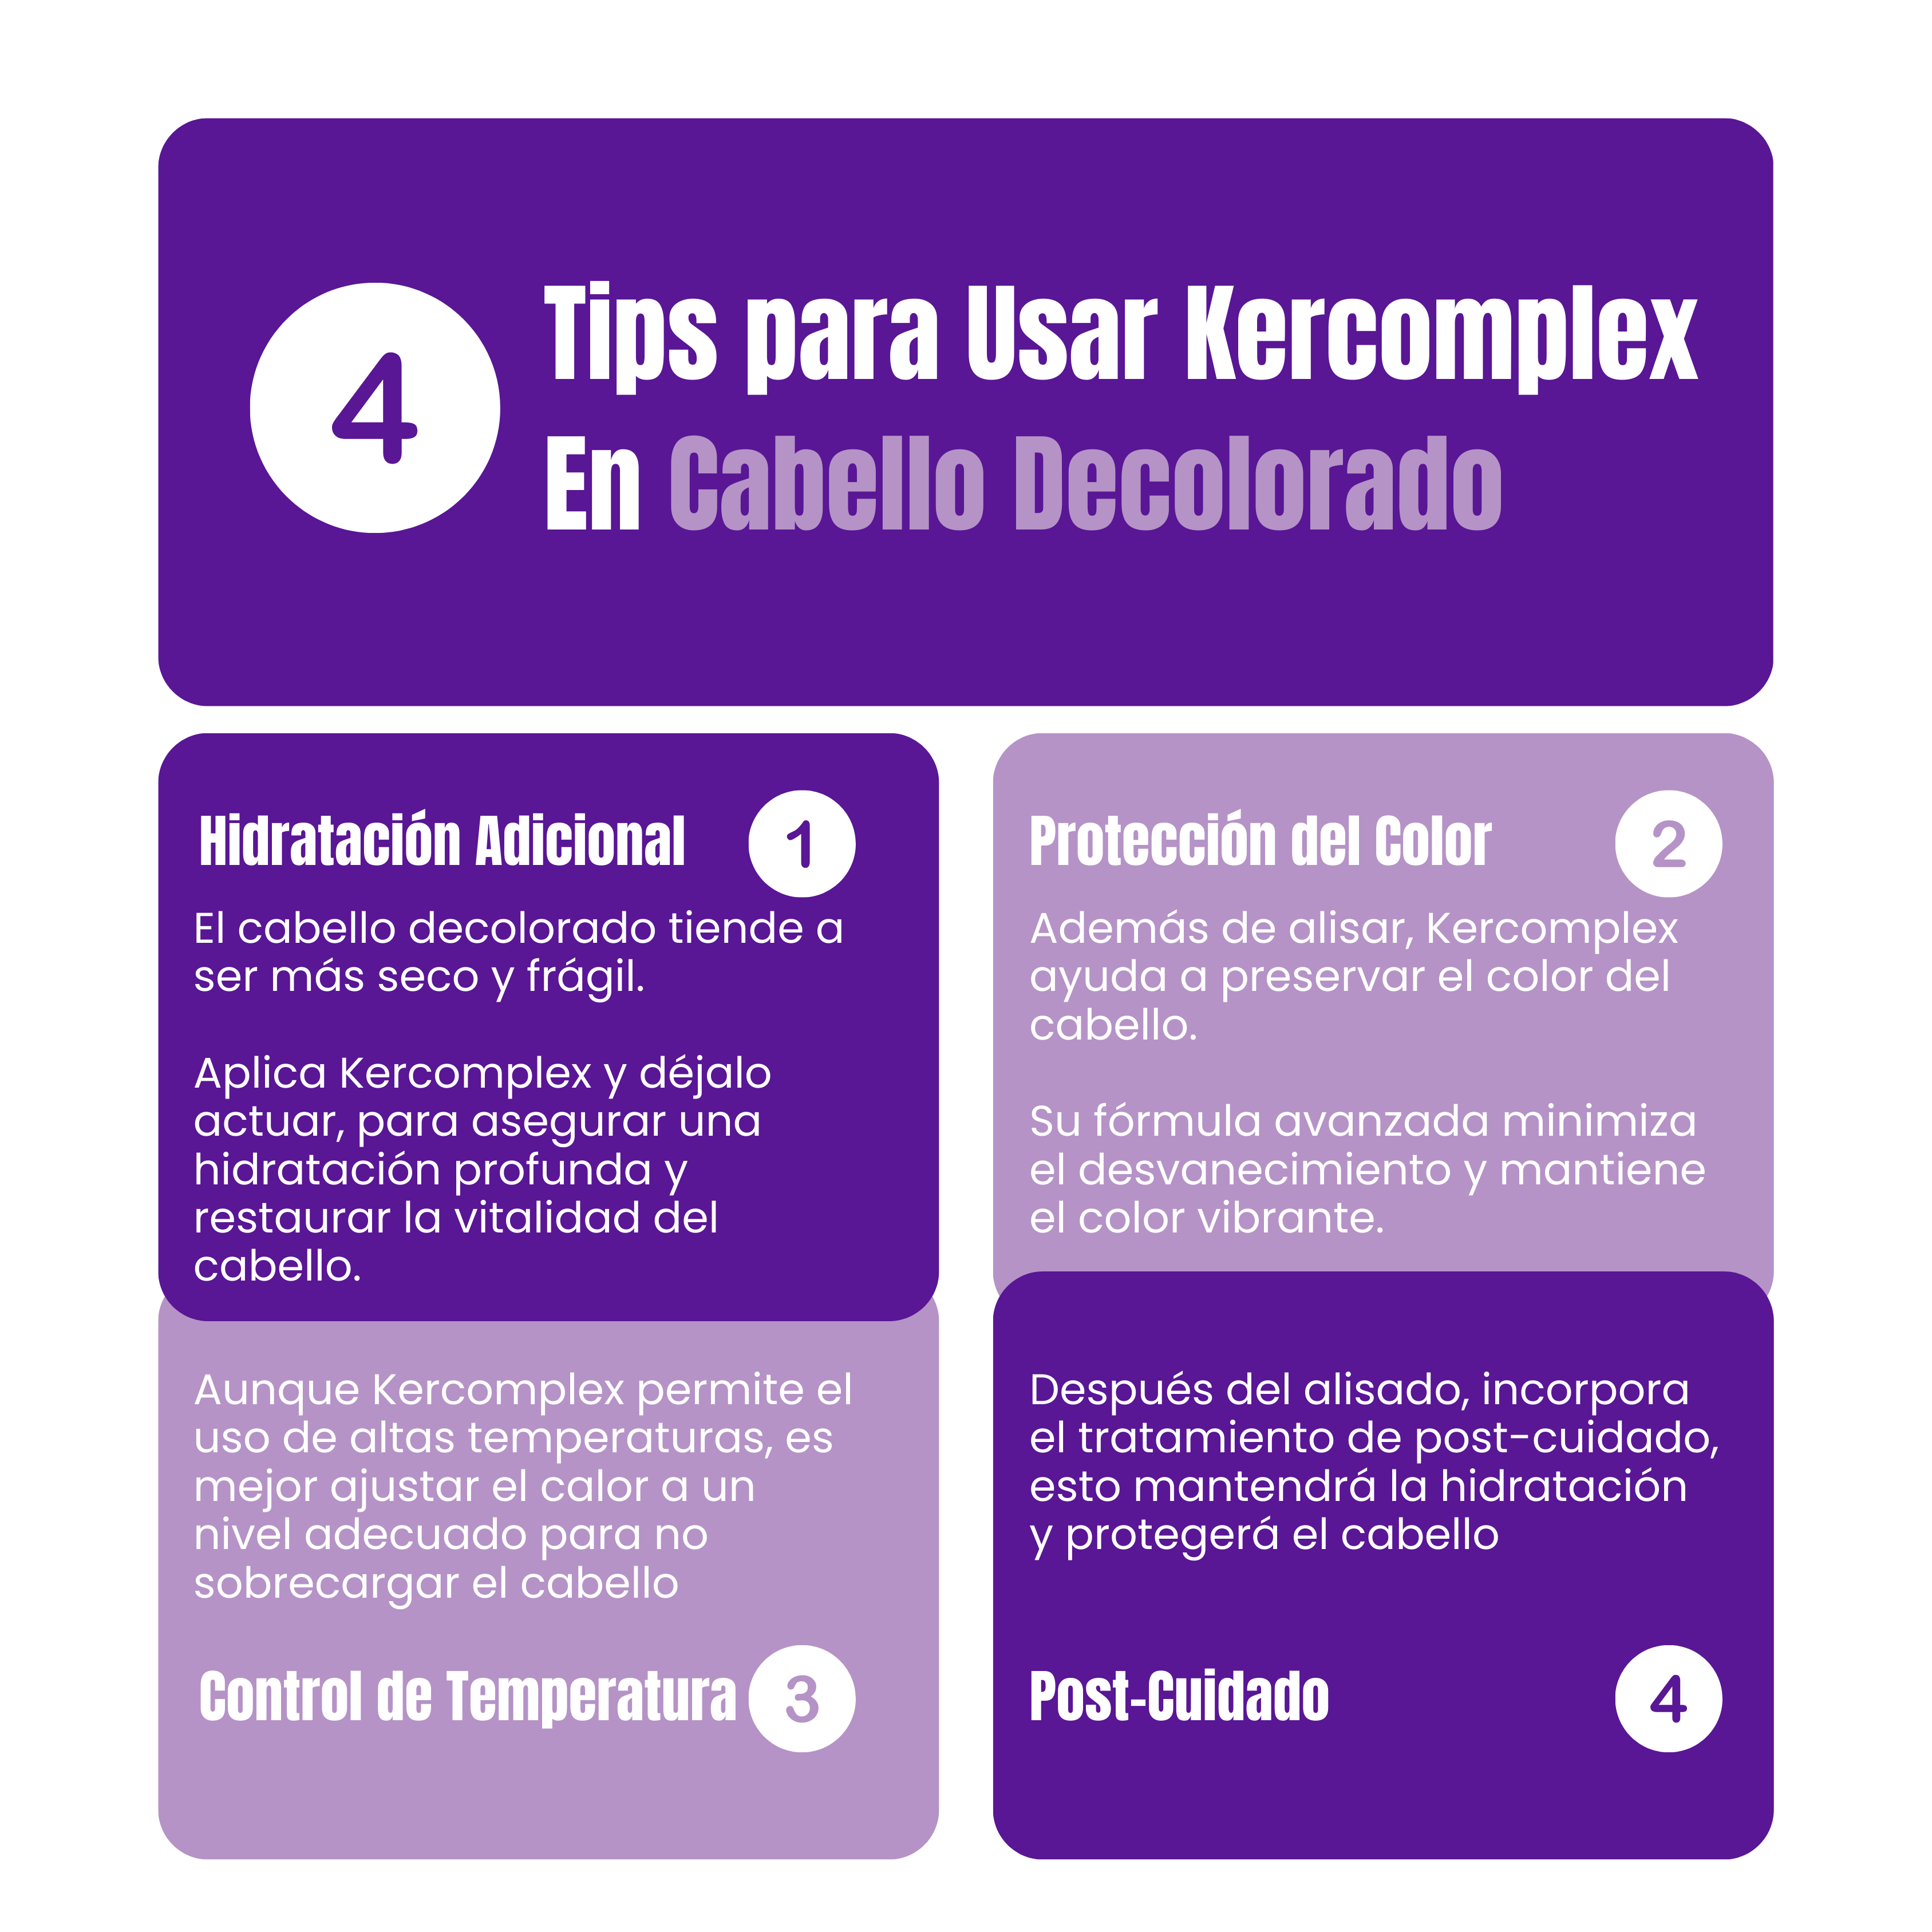 4
Tips para Usar Kercomplex
En Cabello Decolorado
Hidratación Adicional
1
El cabello decolorado tiende a
ser más seco y frágil.
Aplica Kercomplex y déjalo
actuar, para asegurar una
hidratación profunda y
restaurar la vitalidad del
cabello.
Protección del Color
2
Además de alisar, Kercomplex
ayuda a preservar el color del
cabello.
Su fórmula avanzada minimiza
el desvanecimiento y mantiene
el color vibrante.
Aunque Kercomplex permite el
uso de altas temperaturas, es
mejor ajustar el calor a un
nivel adecuado para no
sobrecargar el cabello
Control de Temperatura
3
Después del alisado, incorpora
el tratamiento de post-cuidado,
esto mantendrá la hidratación
y protegerá el cabello
Post-Cuidado
4